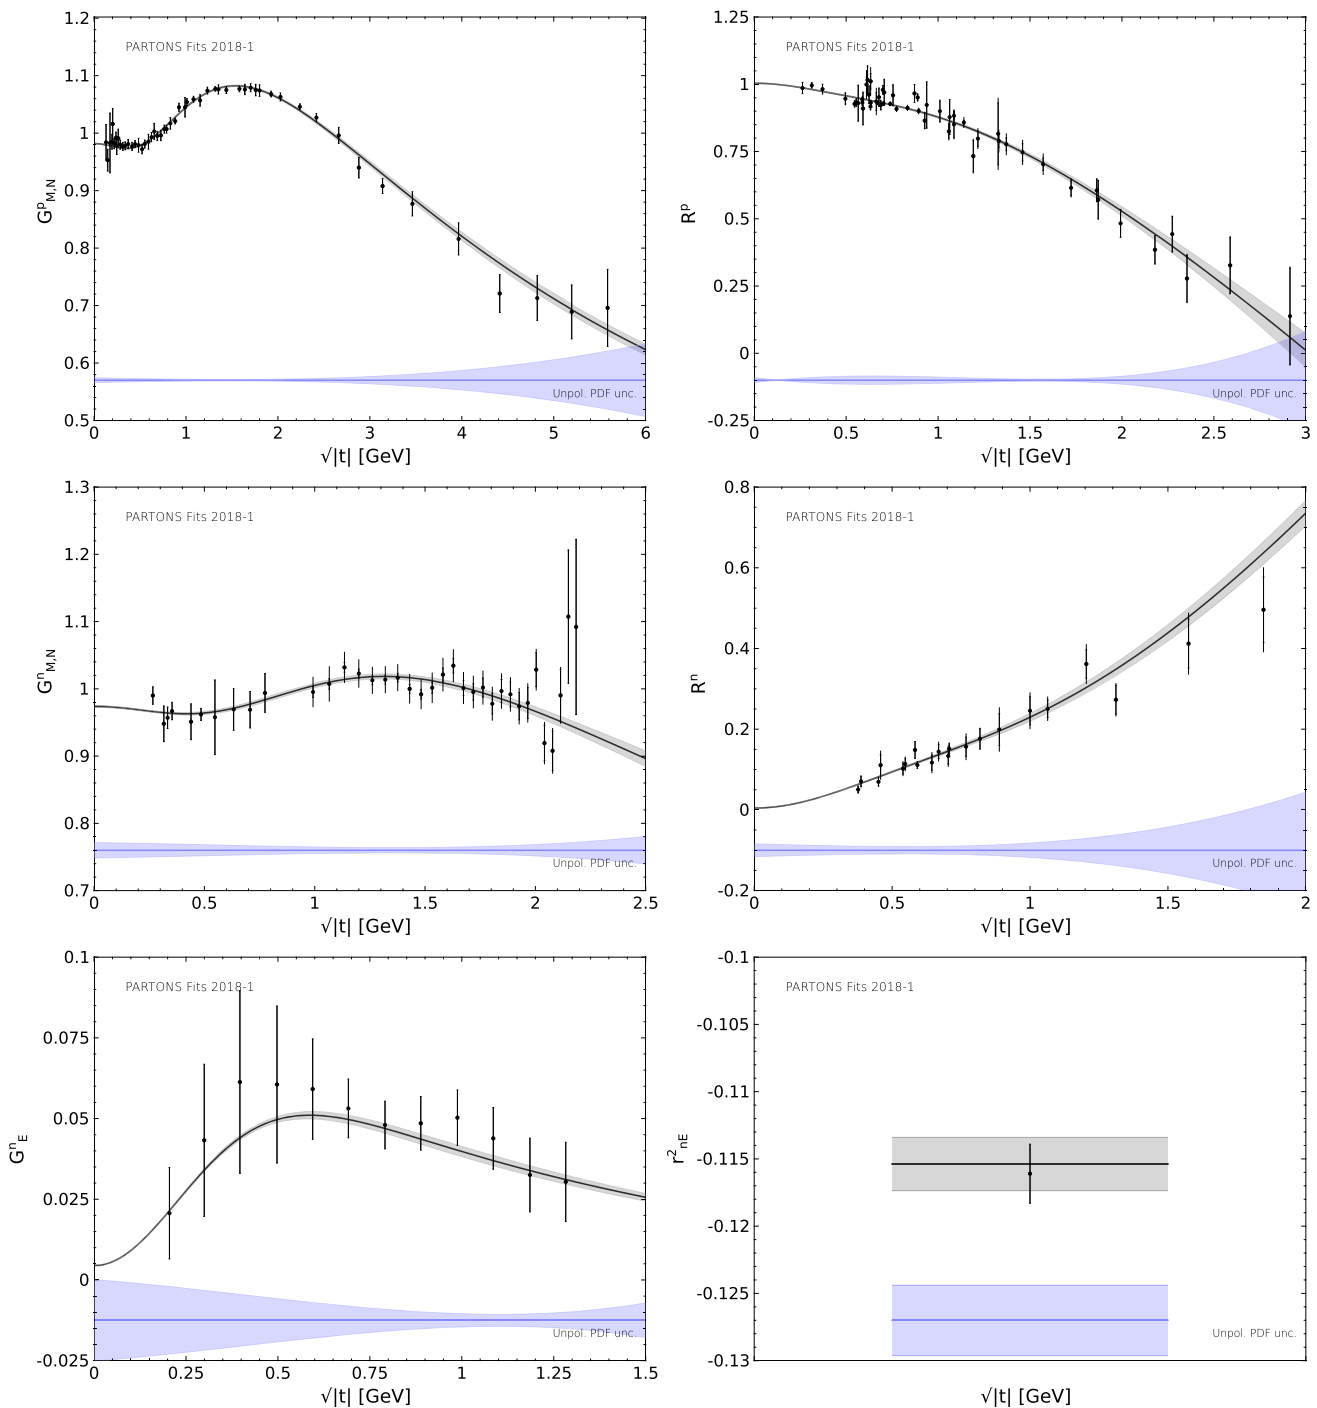 1.2
1.1
1
0.9
0.8
0.7
0.6
0.5
G^p_{M,N}
PARTONS Fits 2018-1
Unpol. PDF unc.
0 1 2 3 4 5 6
√|t| [GeV]
1.25
1
0.75
0.5
0.25
0
-0.25
R^p
PARTONS Fits 2018-1
Unpol. PDF unc.
0 0.5 1 1.5 2 2.5 3
√|t| [GeV]
1.3
1.2
1.1
1
0.9
0.8
0.7
G^n_{M,N}
PARTONS Fits 2018-1
Unpol. PDF unc.
0 0.5 1 1.5 2 2.5
√|t| [GeV]
0.8
0.6
0.4
0.2
0
-0.2
R^n
PARTONS Fits 2018-1
Unpol. PDF unc.
0 0.5 1 1.5 2
√|t| [GeV]
0.1
0.075
0.05
0.025
0
-0.025
G^n_E
PARTONS Fits 2018-1
Unpol. PDF unc.
0 0.25 0.5 0.75 1 1.25 1.5
√|t| [GeV]
-0.1
-0.105
-0.11
-0.115
-0.12
-0.125
-0.13
r^2_{nE}
PARTONS Fits 2018-1
Unpol. PDF unc.
√|t| [GeV]